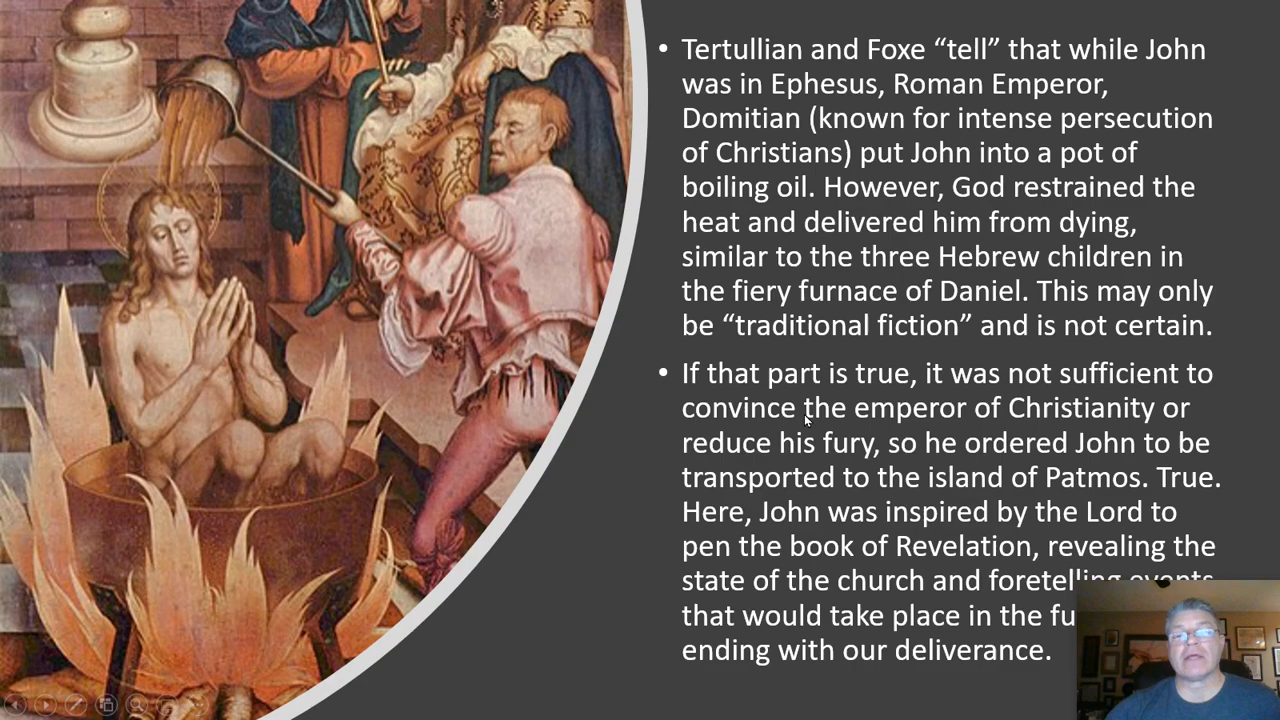 • Tertullian and Foxe “tell” that while John
was in Ephesus, Roman Emperor,
Domitian (known for intense persecution
of Christians) put John into a pot of
boiling oil. However, God restrained the
heat and delivered him from dying,
similar to the three Hebrew children in
the fiery furnace of Daniel. This may only
be “traditional fiction” and is not certain.
• If that part is true, it was not sufficient to
convince the emperor of Christianity or
reduce his fury, so he ordered John to be
transported to the island of Patmos. True.
Here, John was inspired by the Lord to
pen the book of Revelation, revealing the
state of the church and foretelling events
that would take place in the
ending with our deliverance.